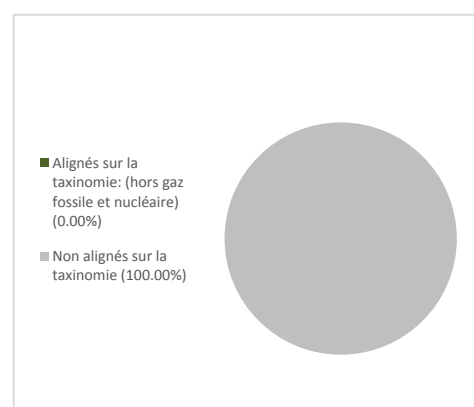 Alignés sur la
taxinomie: (hors gaz
fossile et nucléaire)
(0.00%)
Non alignés sur la
taxinomie (100.00%)